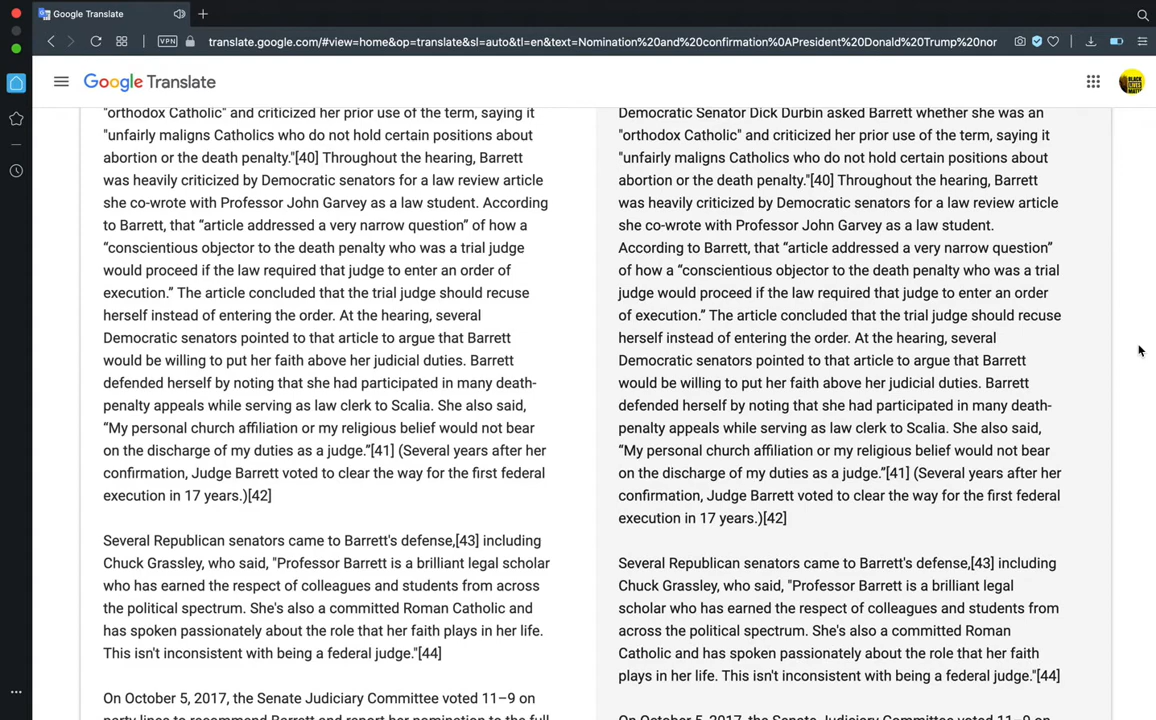 Google Translate
VPN
translate.google.com/#view=home&op=translate&sl=auto&tl=en&text=Nomination%20and%20confirmation%0APresident%20Donald%20Trump%20nor
Google Translate
BLACK
LIVES
MATTER
"orthodox Catholic" and criticized her prior use of the term, saying it
"unfairly maligns Catholics who do not hold certain positions about
abortion or the death penalty."[40] Throughout the hearing, Barrett
was heavily criticized by Democratic senators for a law review article
she co-wrote with Professor John Garvey as a law student. According
to Barrett, that “article addressed a very narrow question” of how a
“conscientious objector to the death penalty who was a trial judge
would proceed if the law required that judge to enter an order of
execution.” The article concluded that the trial judge should recuse
herself instead of entering the order. At the hearing, several
Democratic senators pointed to that article to argue that Barrett
would be willing to put her faith above her judicial duties. Barrett
defended herself by noting that she had participated in many death-
penalty appeals while serving as law clerk to Scalia. She also said,
“My personal church affiliation or my religious belief would not bear
on the discharge of my duties as a judge.”[41] (Several years after her
confirmation, Judge Barrett voted to clear the way for the first federal
execution in 17 years.)[42]
Several Republican senators came to Barrett's defense,[43] including
Chuck Grassley, who said, "Professor Barrett is a brilliant legal scholar
who has earned the respect of colleagues and students from across
the political spectrum. She's also a committed Roman Catholic and
has spoken passionately about the role that her faith plays in her life.
This isn't inconsistent with being a federal judge."[44]
On October 5, 2017, the Senate Judiciary Committee voted 11–9 on
party lines to recommend Barrett and report her nomination to the full
Democratic Senator Dick Durbin asked Barrett whether she was an
"orthodox Catholic" and criticized her prior use of the term, saying it
"unfairly maligns Catholics who do not hold certain positions about
abortion or the death penalty."[40] Throughout the hearing, Barrett
was heavily criticized by Democratic senators for a law review article
she co-wrote with Professor John Garvey as a law student.
According to Barrett, that “article addressed a very narrow question”
of how a “conscientious objector to the death penalty who was a trial
judge would proceed if the law required that judge to enter an order
of execution.” The article concluded that the trial judge should recuse
herself instead of entering the order. At the hearing, several
Democratic senators pointed to that article to argue that Barrett
would be willing to put her faith above her judicial duties. Barrett
defended herself by noting that she had participated in many death-
penalty appeals while serving as law clerk to Scalia. She also said,
“My personal church affiliation or my religious belief would not bear
on the discharge of my duties as a judge.”[41] (Several years after her
confirmation, Judge Barrett voted to clear the way for the first federal
execution in 17 years.)[42]
Several Republican senators came to Barrett's defense,[43] including
Chuck Grassley, who said, "Professor Barrett is a brilliant legal
scholar who has earned the respect of colleagues and students from
across the political spectrum. She's also a committed Roman
Catholic and has spoken passionately about the role that her faith
plays in her life. This isn't inconsistent with being a federal judge."[44]
On October 5, 2017, the Senate Judiciary Committee voted 11–9 on